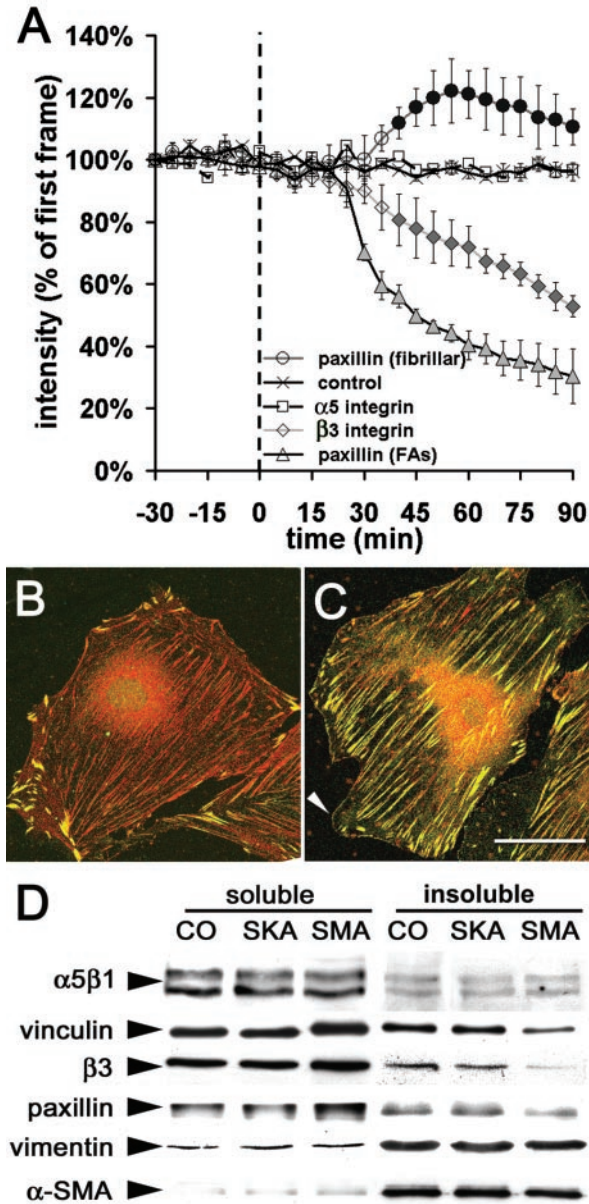 A
140%
120%
100%
80%
60%
40%
20%
0%
intensity (% of first frame)
paxillin (fibrillar)
control
α5 integrin
β3 integrin
paxillin (FAs)
-30 -15 0 15 30 45 60 75 90
time (min)
B
C
D
soluble insoluble
CO SKA SMA CO SKA SMA
α5β1
vinculin
β3
paxillin
vimentin
α-SMA